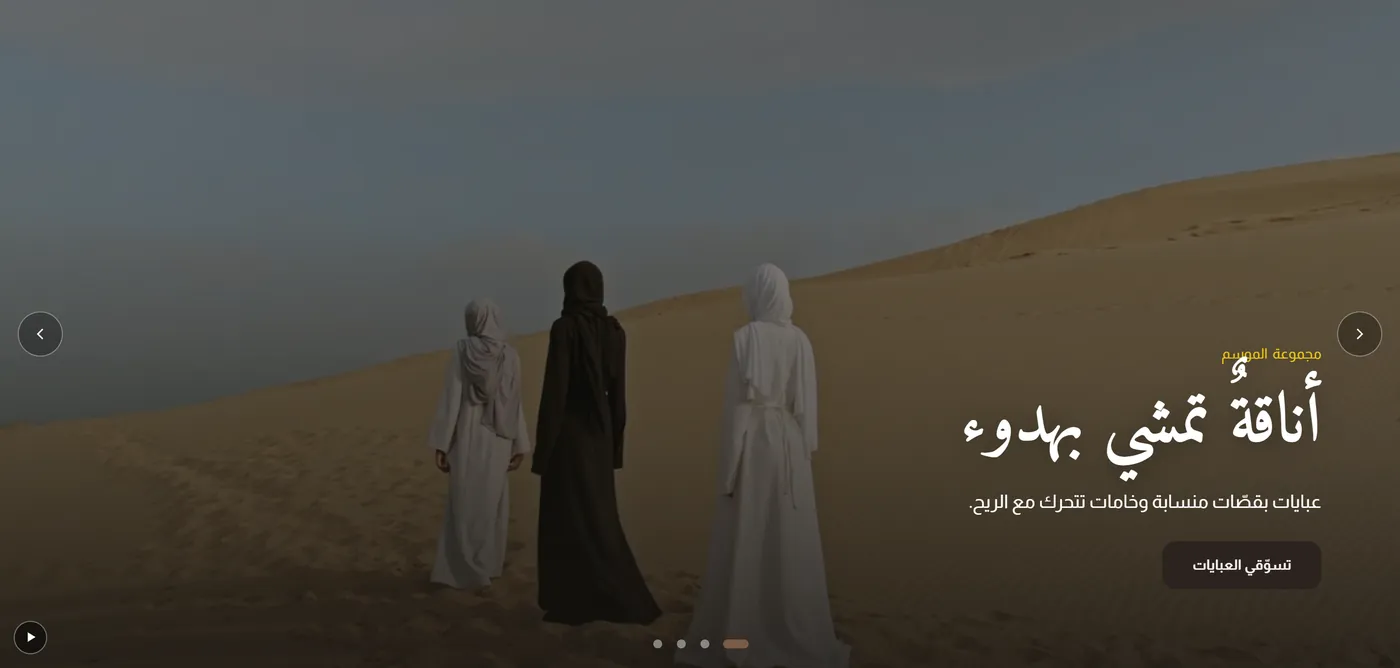 مجموعة الموسم
أناقةٌ تمشي بهدوء
عبايات بقصّات منسابة وخامات تتحرك مع الريح.
تسوّقي العبايات